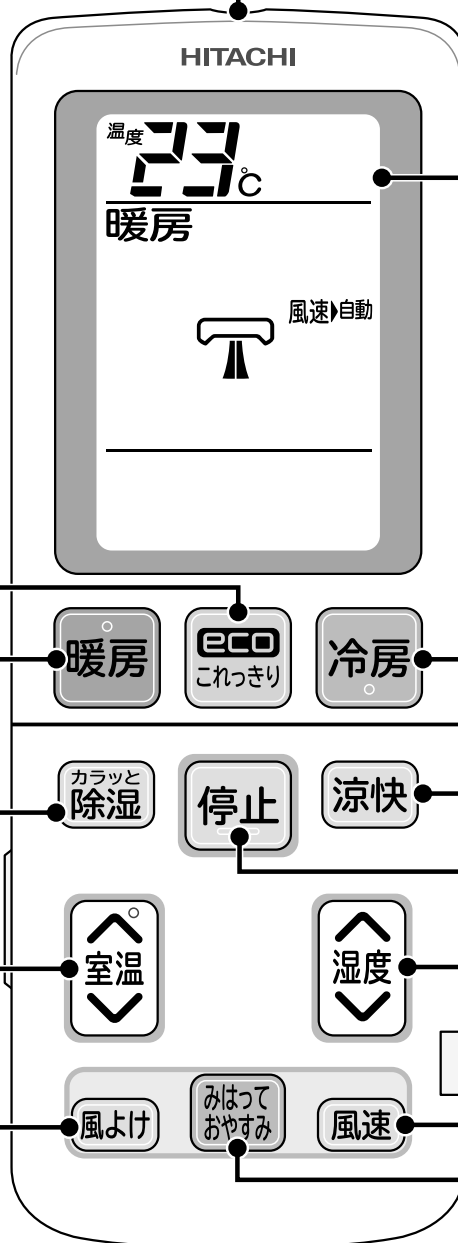 HITACHI
温度 23℃
暖房
風速 自動
暖房
eco
これっきり
冷房
カラッと
除湿
停止
涼快
室温
湿度
風よけ
みはって
おやすみ
風速